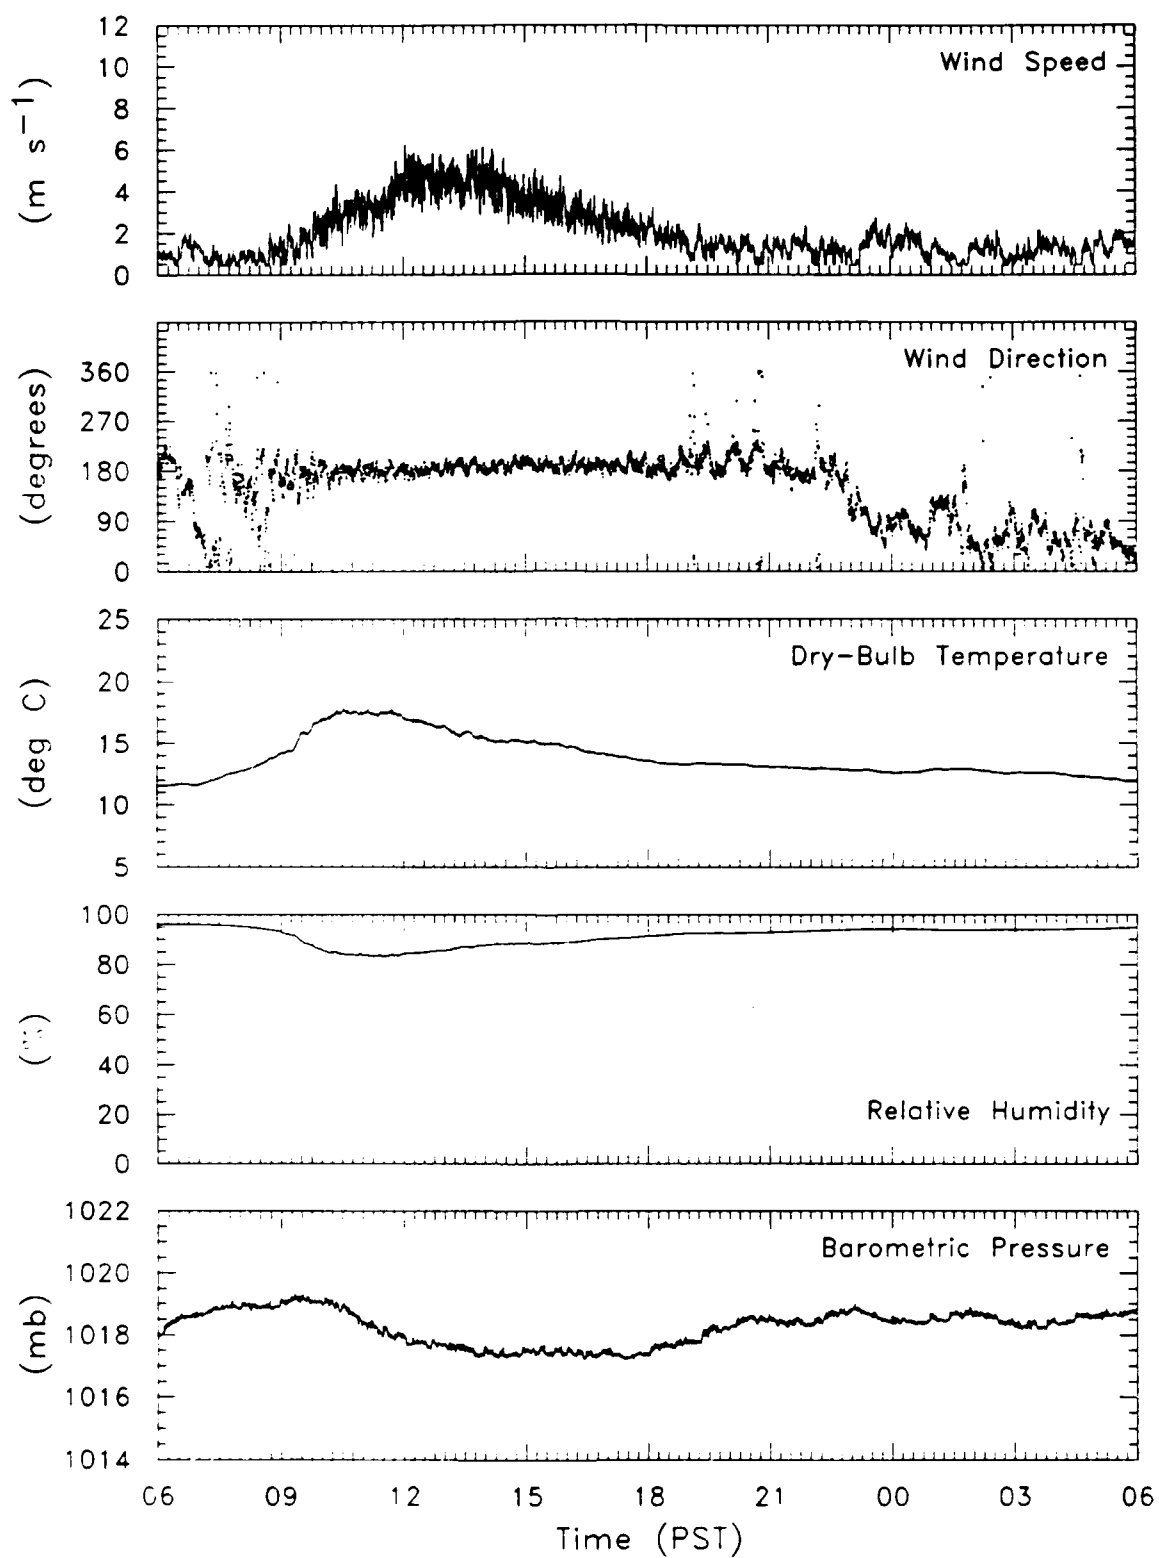 12
10
8
6
4
2
0
(m s−1)
Wind Speed
360
270
180
90
0
(degrees)
Wind Direction
25
20
15
10
5
(deg C)
Dry-Bulb Temperature
100
80
60
40
20
0
Relative Humidity
1022
1020
1018
1016
1014
(mb)
Barometric Pressure
06 09 12 15 18 21 00 03 06
Time (PST)